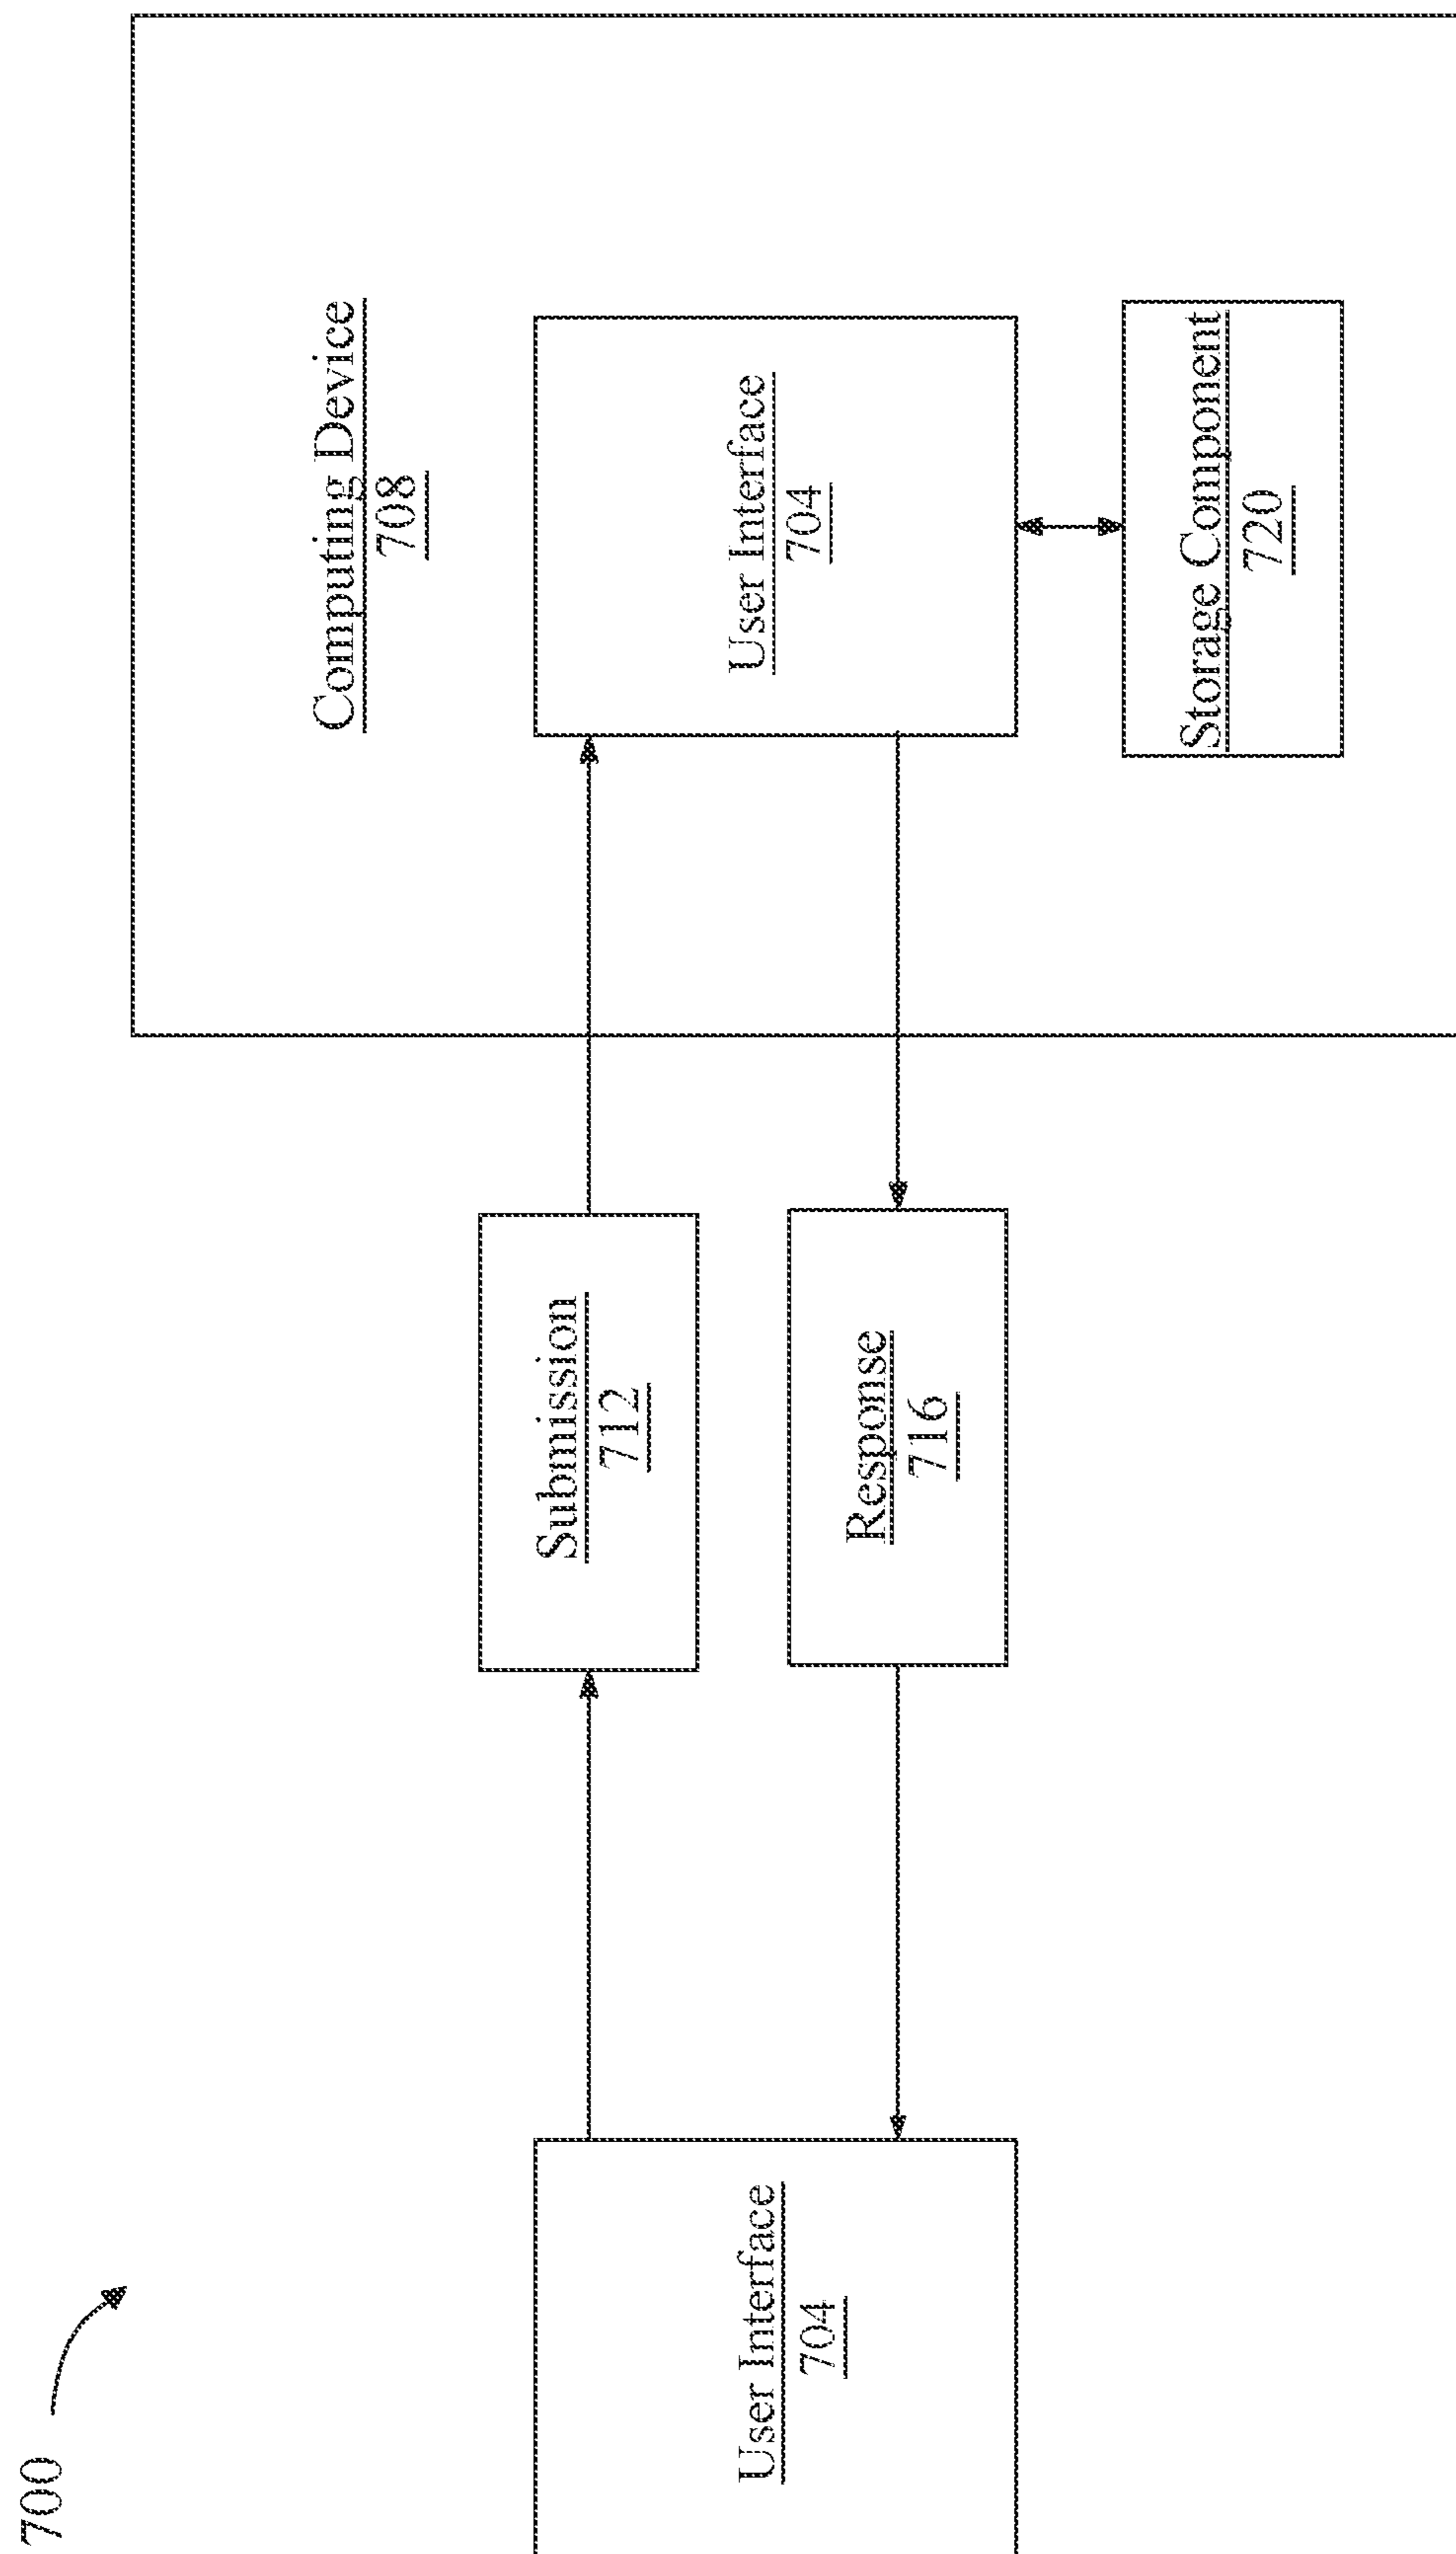 700
User Interface
704
Submission
712
Response
716
Computing Device
708
User Interface
704
Storage Component
720